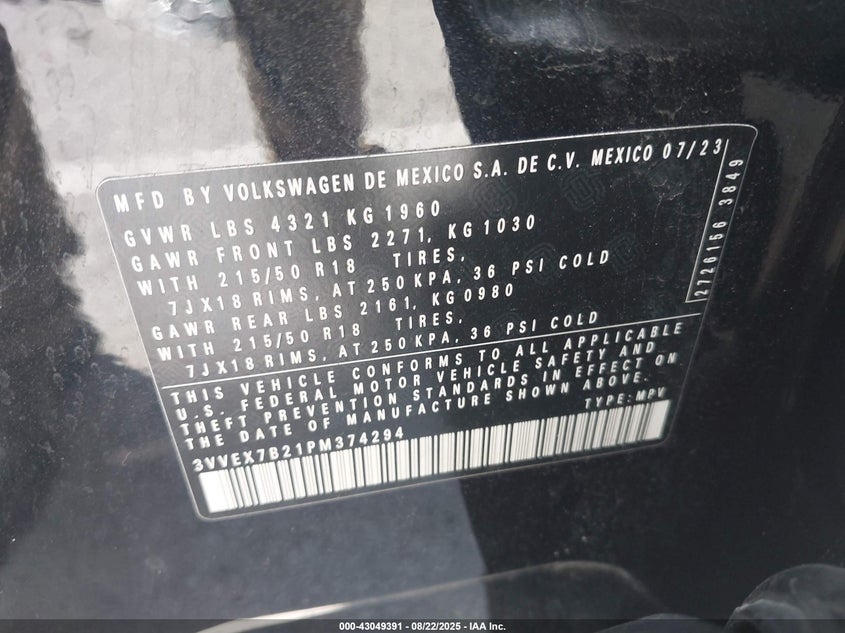 MFD BY VOLKSWAGEN DE MEXICO S.A. DE C.V. MEXICO 07/23
GVWR LBS 4321 KG 1960
GAWR FRONT LBS 2271, KG 1030
WITH 215/50 R18 TIRES,
7JX18 RIMS, AT 250 KPA, 36 PSI COLD
GAWR REAR LBS 2161, KG 0980
WITH 215/50 R18 TIRES,
7JX18 RIMS, AT 250 KPA, 36 PSI COLD
2726156 3849
THIS VEHICLE CONFORMS TO ALL APPLICABLE
U.S. FEDERAL MOTOR VEHICLE SAFETY AND
THEFT PREVENTION STANDARDS IN EFFECT ON
THE DATE OF MANUFACTURE SHOWN ABOVE.
TYPE: MPV
3VVEX7B21PM374294
000-43049391 - 08/22/2025 - IAA Inc.